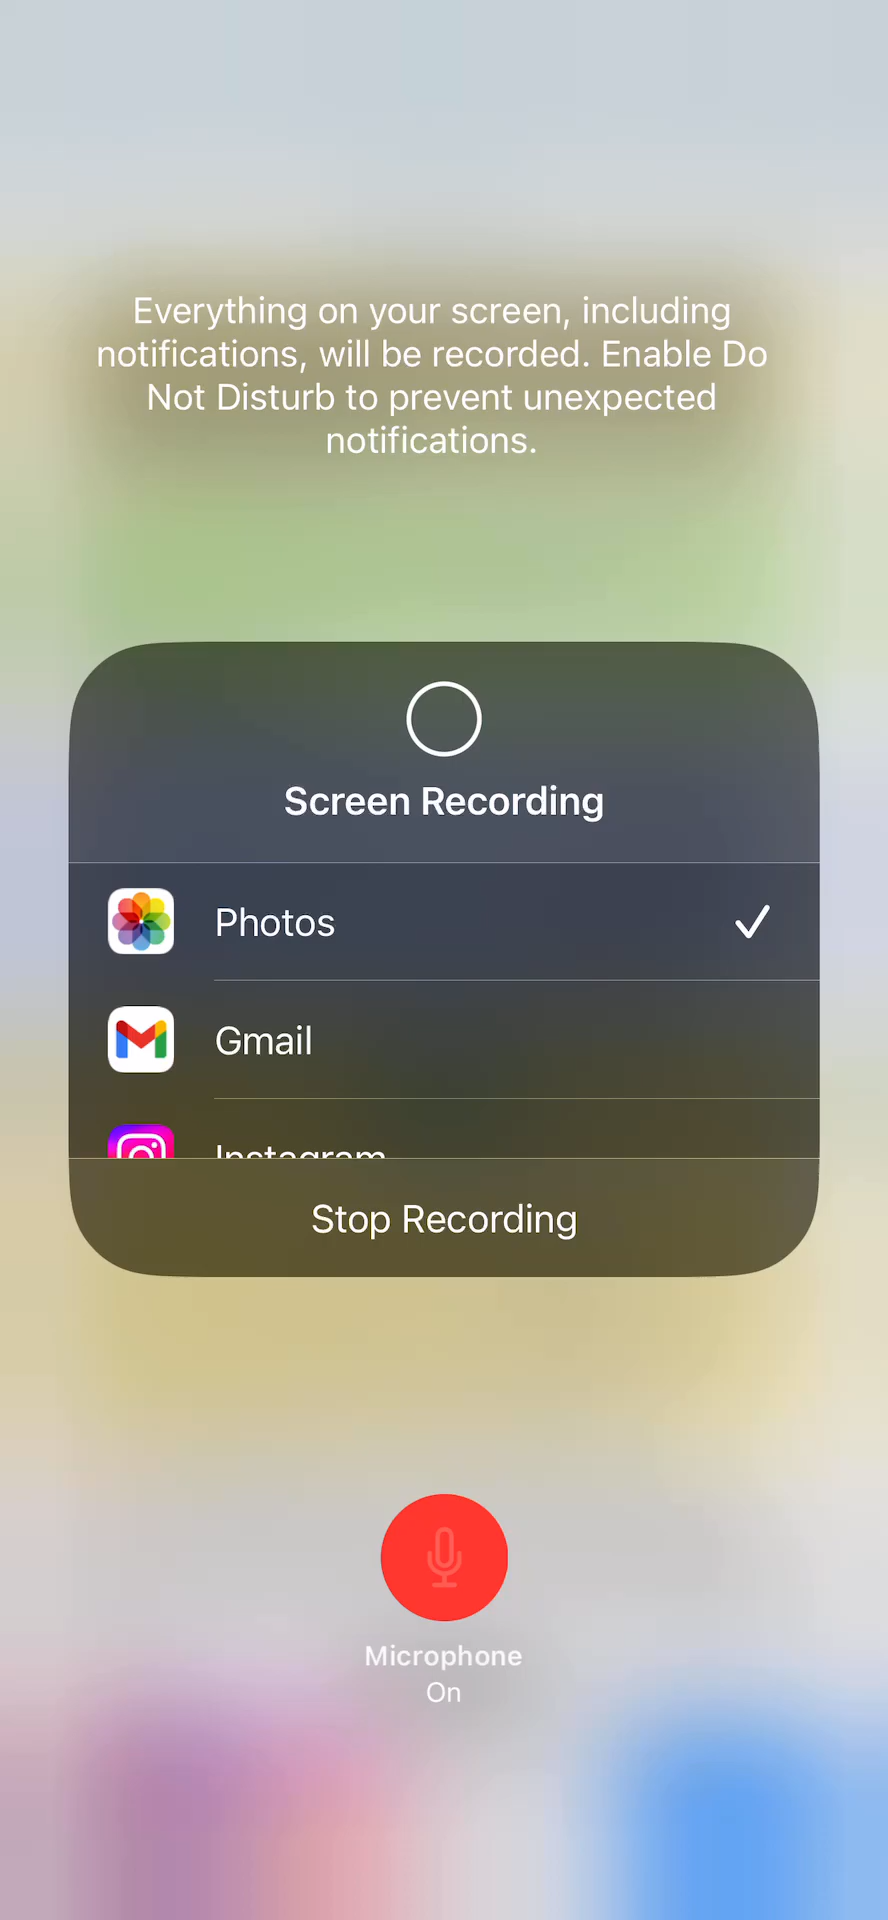 Everything on your screen, including
notifications, will be recorded. Enable Do
Not Disturb to prevent unexpected
notifications.
Screen Recording
Photos
Gmail
Instagram
Stop Recording
Microphone
On